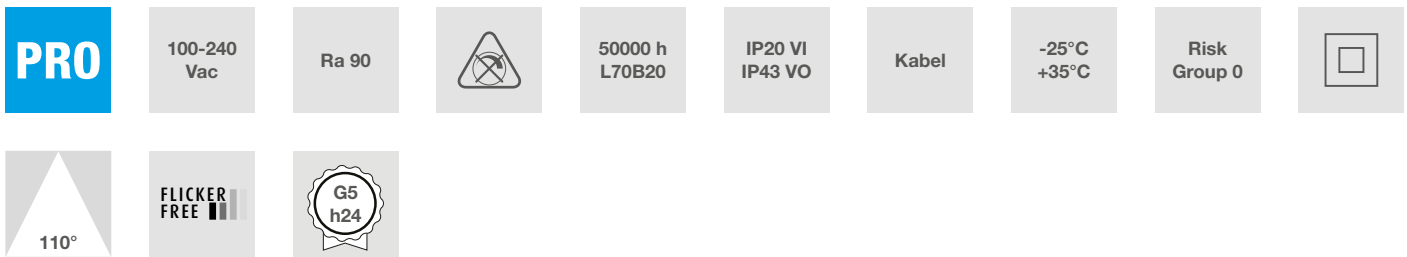 PRO
100-240
Vac
Ra 90
50000 h
L70B20
IP20 VI
IP43 VO
Kabel
-25°C
+35°C
Risk
Group 0
110°
FLICKER
FREE
G5
h24